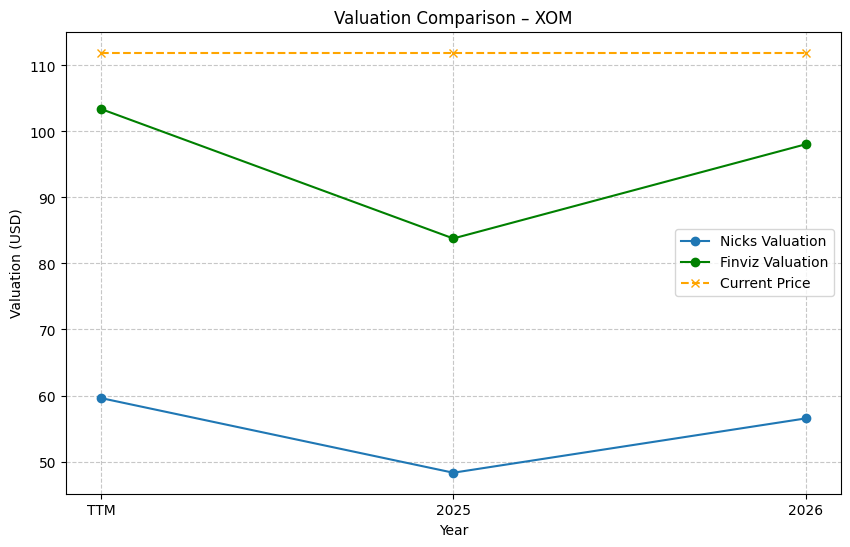 Valuation Comparison – XOM
Valuation (USD)
110
100
90
80
70
60
50
Nicks Valuation
Finviz Valuation
Current Price
TTM
2025
2026
Year